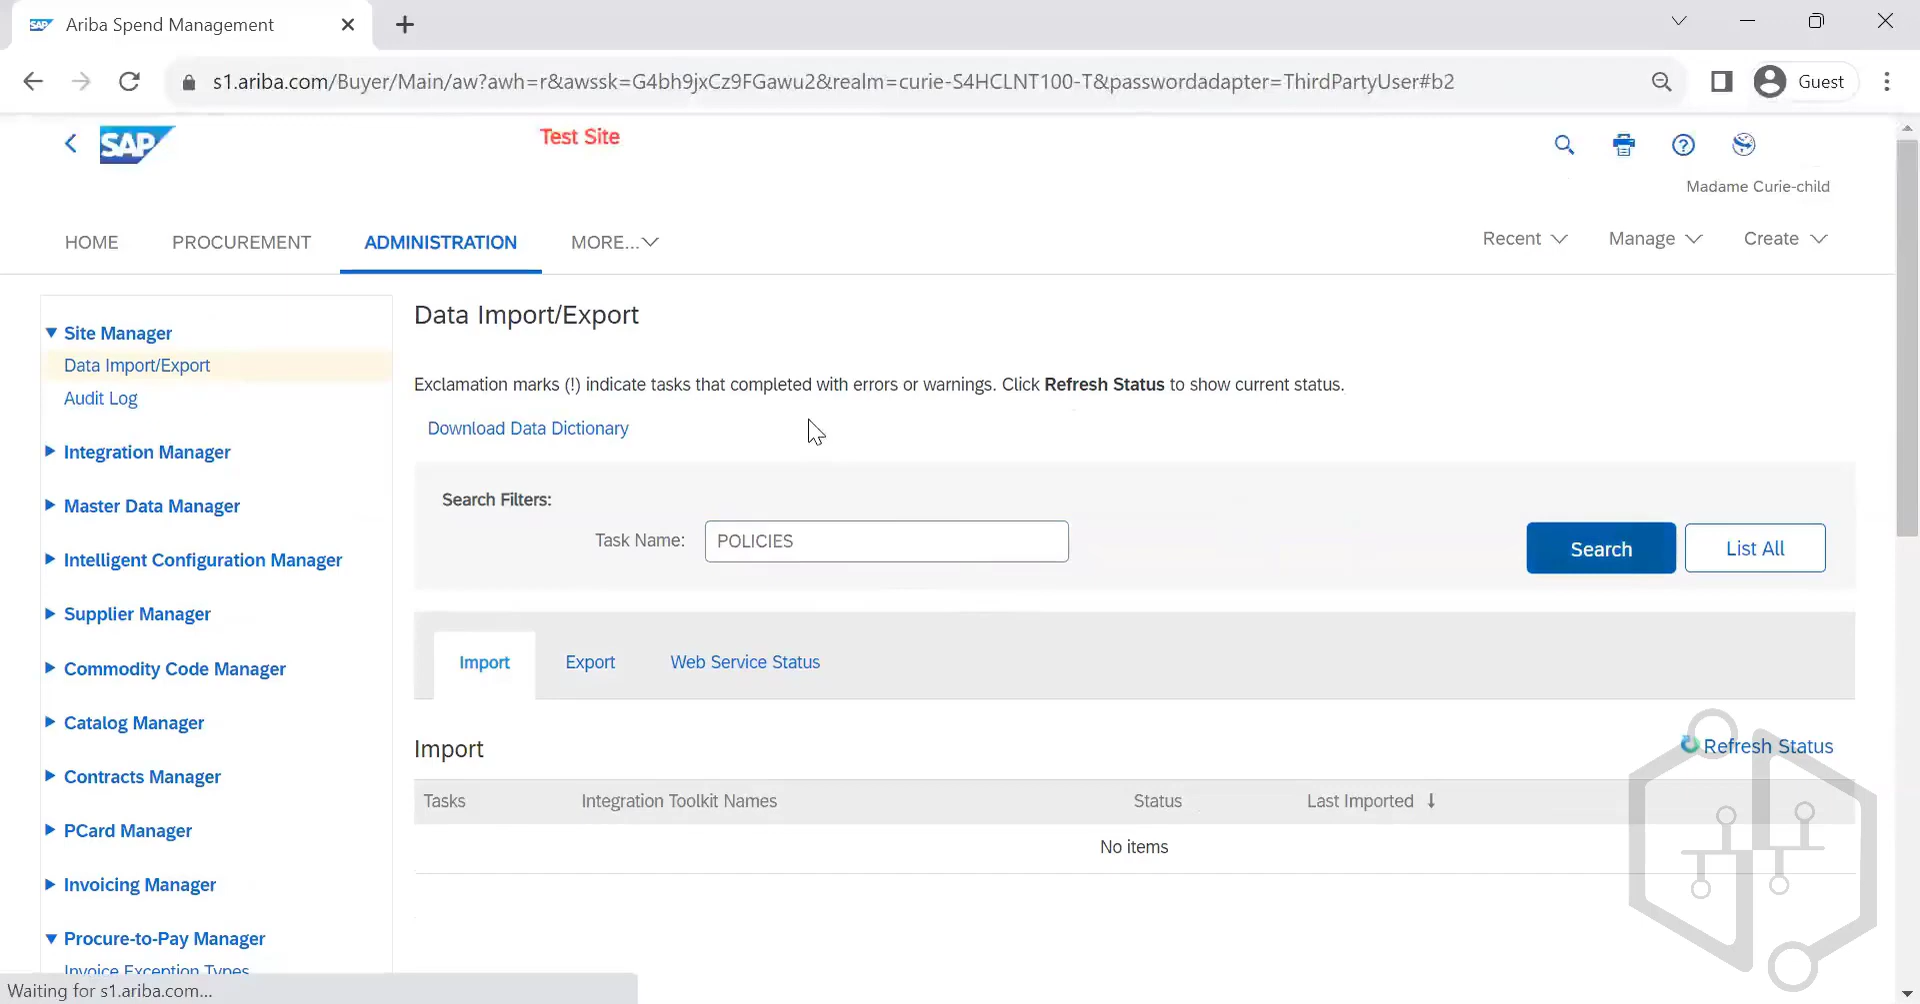 SAP Ariba Spend Management
s1.ariba.com/Buyer/Main/aw?awh=r&awssk=G4bh9jxCz9FGawu2&realm=curie-S4HCLNT100-T&passwordadapter=ThirdPartyUser#b2
Guest
SAP
Test Site
Madame Curie-child
HOME PROCUREMENT ADMINISTRATION MORE... Recent Manage Create
Site Manager
Data Import/Export
Audit Log
Integration Manager
Master Data Manager
Intelligent Configuration Manager
Supplier Manager
Commodity Code Manager
Catalog Manager
Contracts Manager
PCard Manager
Invoicing Manager
Procure-to-Pay Manager
Invoice Exception Types
Data Import/Export
Exclamation marks (!) indicate tasks that completed with errors or warnings. Click Refresh Status to show current status.
Download Data Dictionary
Search Filters:
Task Name: POLICIES
Search List All
Import Export Web Service Status
Import
Refresh Status
Tasks Integration Toolkit Names Status Last Imported ↓
No items
Waiting for s1.ariba.com...